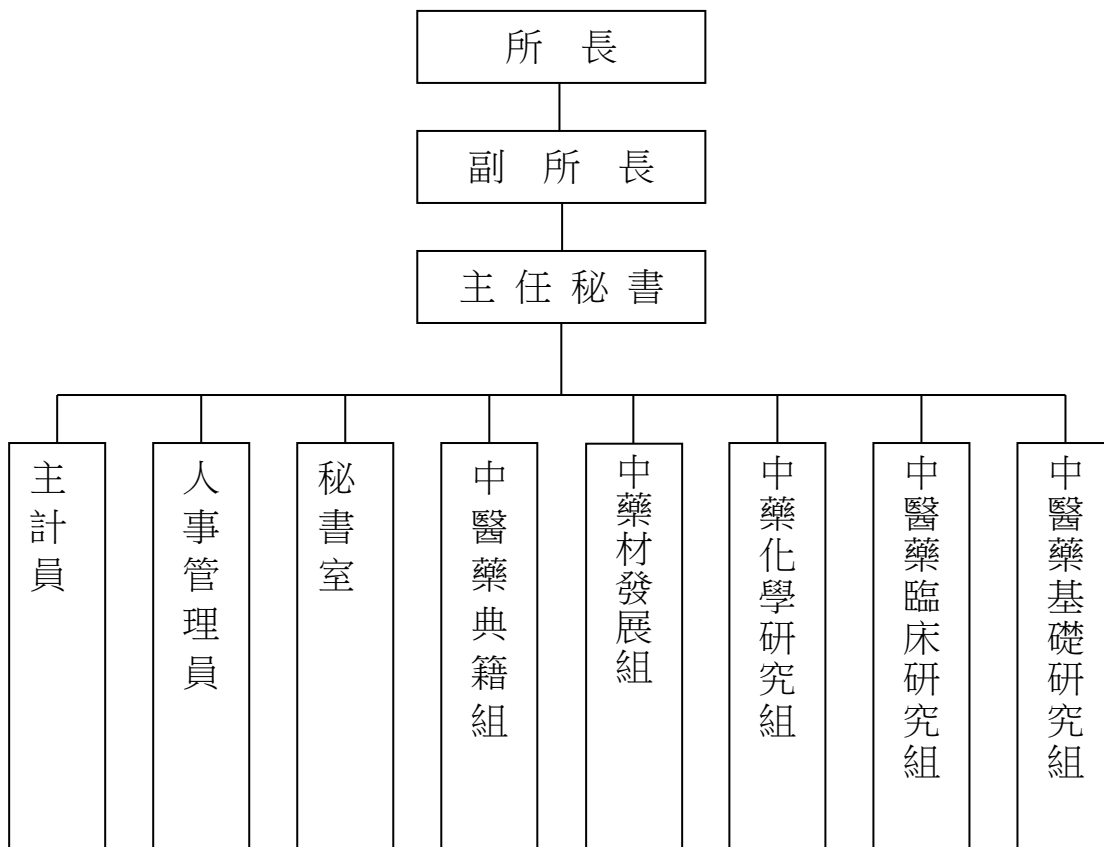 所長
副所長
主任秘書
主計員
人事管理員
秘書室
中醫藥典籍組
中藥材發展組
中藥化學研究組
中醫藥臨床研究組
中醫藥基礎研究組